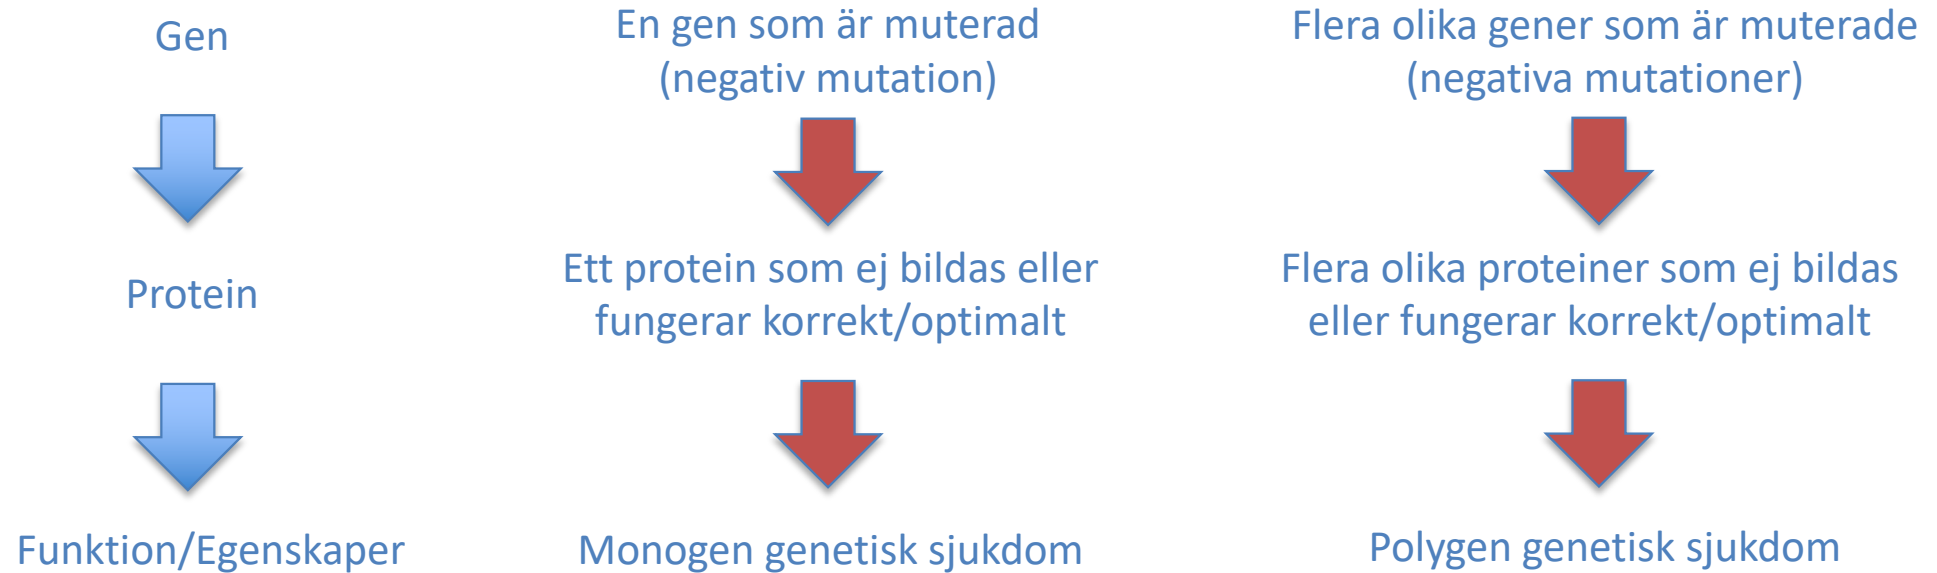 Gen
Protein
Funktion/Egenskaper
En gen som är muterad
(negativ mutation)
Ett protein som ej bildas eller
fungerar korrekt/optimalt
Monogen genetisk sjukdom
Flera olika gener som är muterade
(negativa mutationer)
Flera olika proteiner som ej bildas
eller fungerar korrekt/optimalt
Polygen genetisk sjukdom